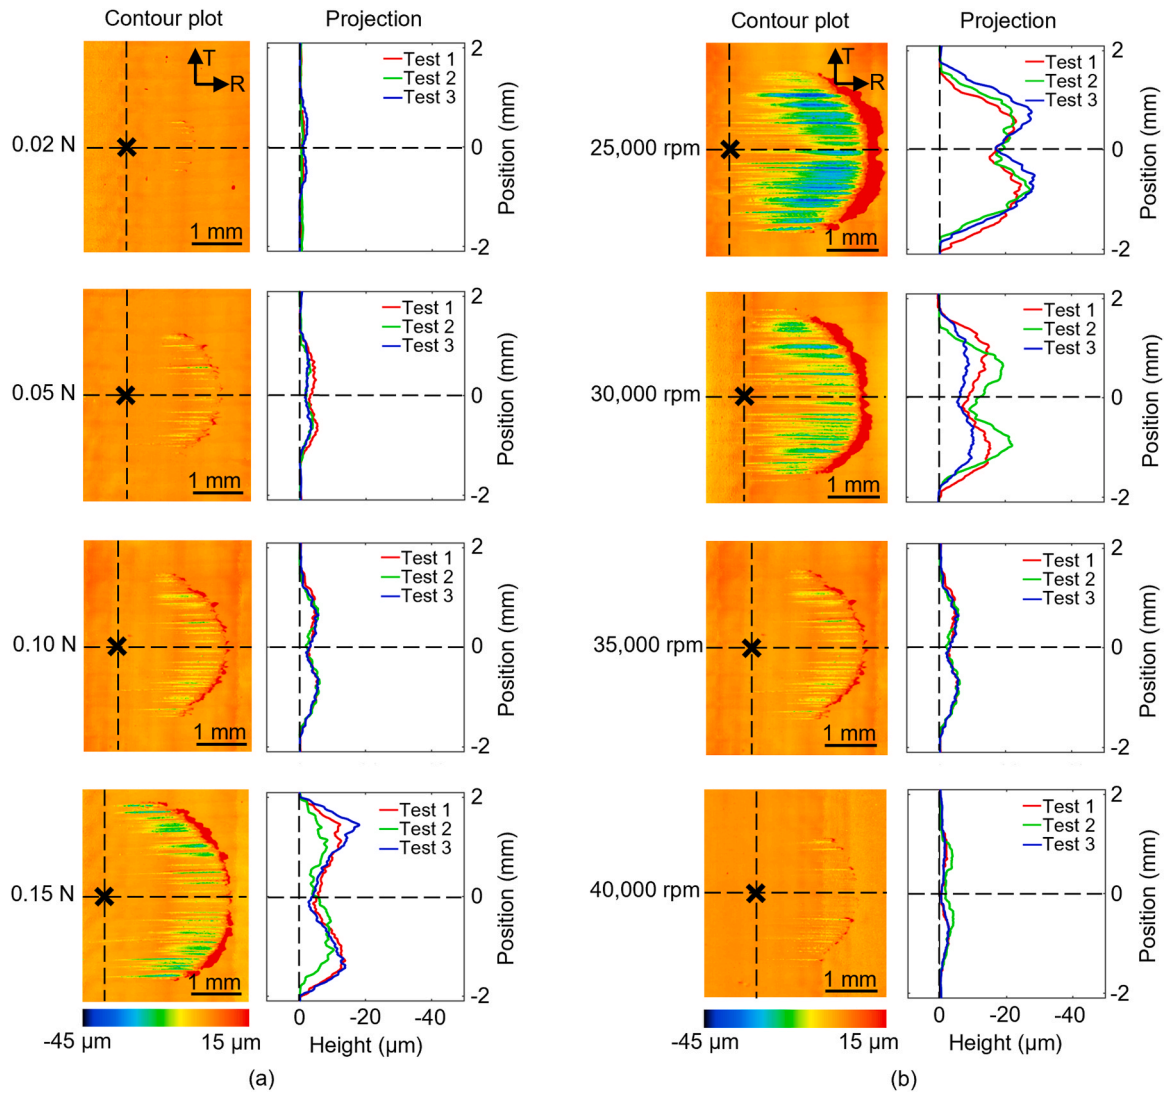 Contour plot Projection
T
R
0.02 N
1 mm
Test 1
Test 2
Test 3
2
0
-2
Position (mm)
0.05 N
1 mm
Test 1
Test 2
Test 3
2
0
-2
Position (mm)
0.10 N
1 mm
Test 1
Test 2
Test 3
2
0
-2
Position (mm)
0.15 N
1 mm
Test 1
Test 2
Test 3
2
0
-2
Position (mm)
-45 µm 15 µm
0 -20 -40
Height (µm)
(a)
Contour plot Projection
T
R
25,000 rpm
1 mm
Test 1
Test 2
Test 3
2
0
-2
Position (mm)
30,000 rpm
1 mm
Test 1
Test 2
Test 3
2
0
-2
Position (mm)
35,000 rpm
1 mm
Test 1
Test 2
Test 3
2
0
-2
Position (mm)
40,000 rpm
1 mm
Test 1
Test 2
Test 3
2
0
-2
Position (mm)
-45 µm 15 µm
0 -20 -40
Height (µm)
(b)